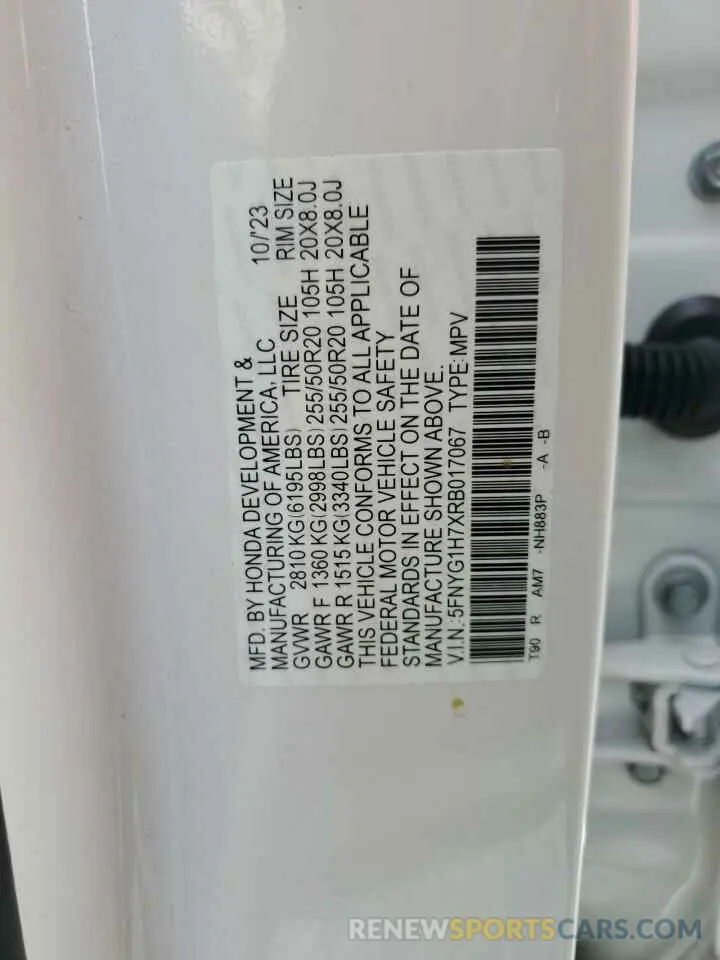 MFD. BY HONDA DEVELOPMENT & 10/'23
MANUFACTURING OF AMERICA, LLC
GVWR 2810 KG(6195LBS) TIRE SIZE RIM SIZE
GAWR F 1360 KG(2998LBS) 255/50R20 105H 20X8.0J
GAWR R 1515 KG(3340LBS) 255/50R20 105H 20X8.0J
THIS VEHICLE CONFORMS TO ALL APPLICABLE
FEDERAL MOTOR VEHICLE SAFETY
STANDARDS IN EFFECT ON THE DATE OF
MANUFACTURE SHOWN ABOVE.
V.I.N.:5FNYG1H7XRB017067 TYPE:MPV
T90 R AM7 -NH883P -A -B
RENEWSPORTSCARS.COM